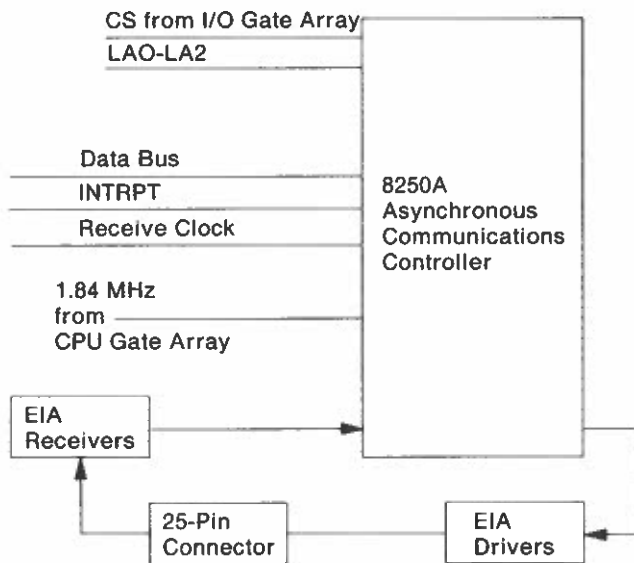 CS from I/O Gate Array
LAO-LA2
Data Bus
INTRPT
Receive Clock
8250A
Asynchronous
Communications
Controller
1.84 MHz
from
CPU Gate Array
EIA
Receivers
25-Pin
Connector
EIA
Drivers